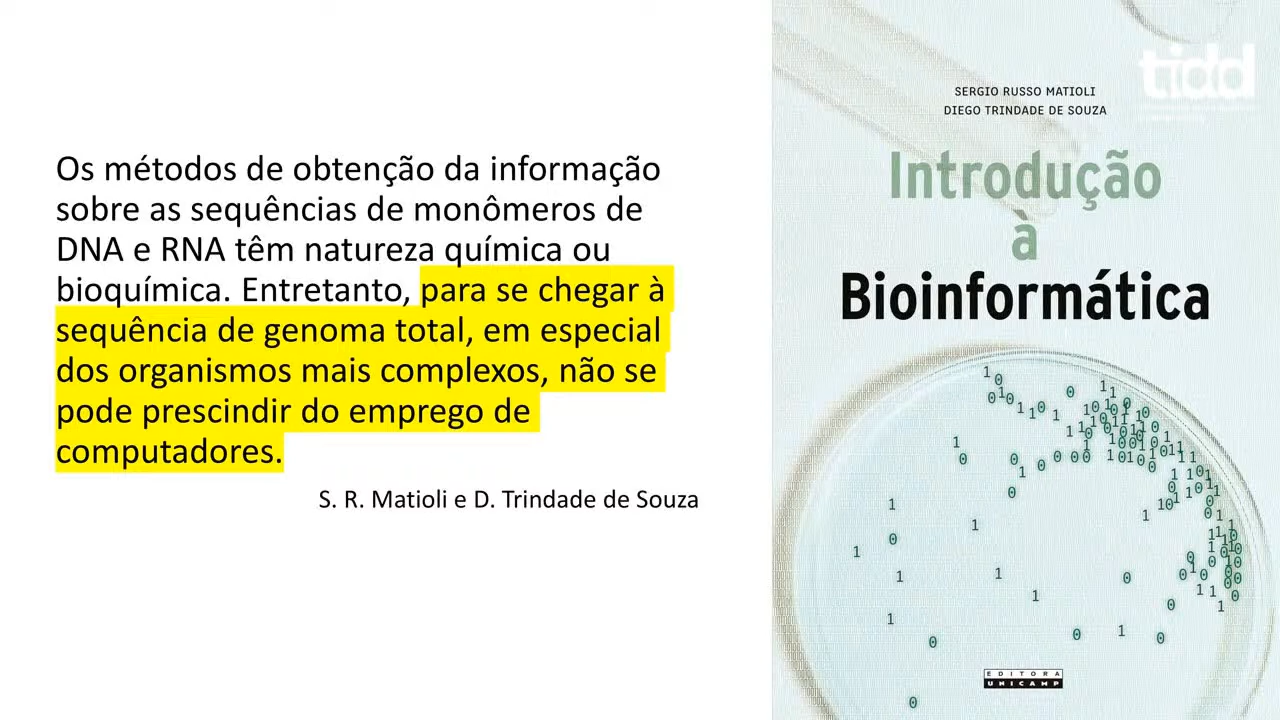 Os métodos de obtenção da informação
sobre as sequências de monômeros de
DNA e RNA têm natureza química ou
bioquímica. Entretanto, para se chegar à
sequência de genoma total, em especial
dos organismos mais complexos, não se
pode prescindir do emprego de
computadores.
S. R. Matioli e D. Trindade de Souza
tidd
SERGIO RUSSO MATIOLI
DIEGO TRINDADE DE SOUZA
Introdução
à
Bioinformática
EDITORA
UNICAMP